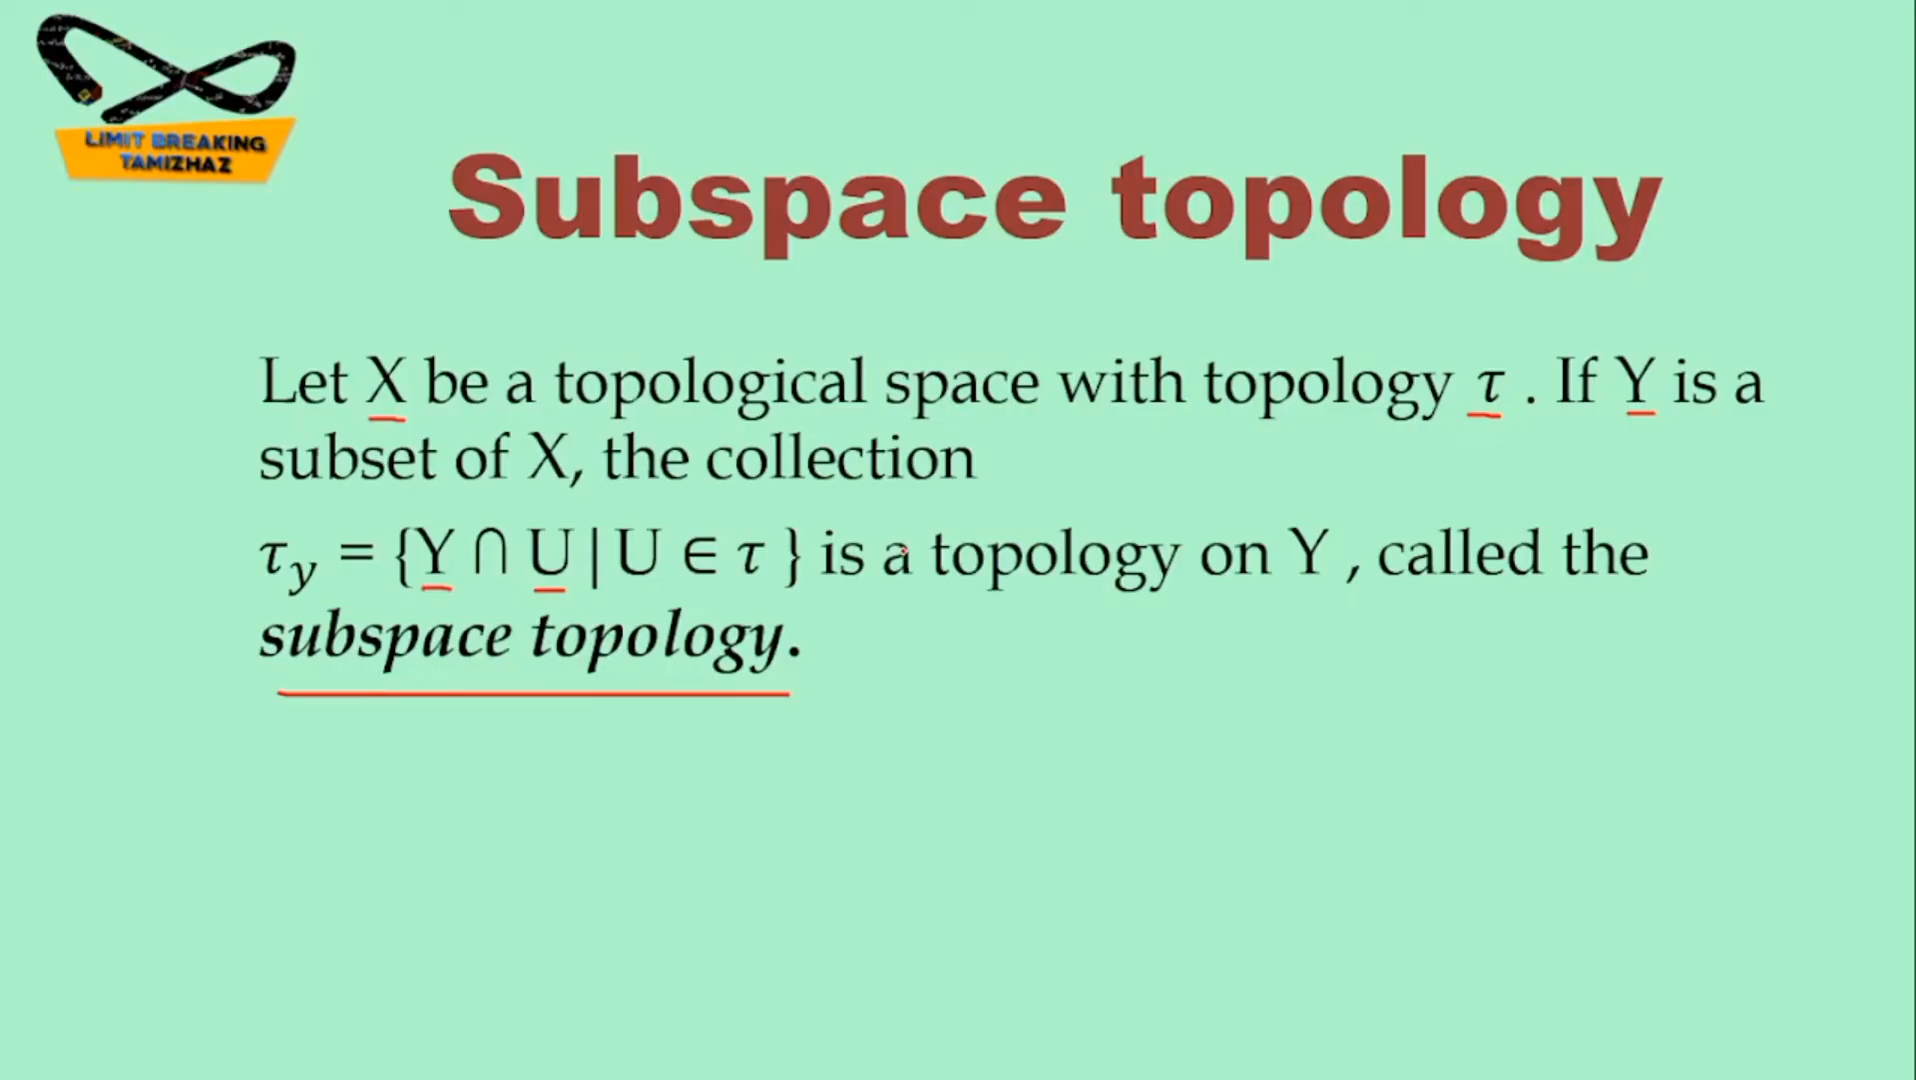 LIMIT BREAKING
TAMIZHAZ
Subspace topology
Let X be a topological space with topology τ . If Y is a
subset of X, the collection
τ_y = {Y ∩ U | U ∈ τ } is a topology on Y , called the
subspace topology.